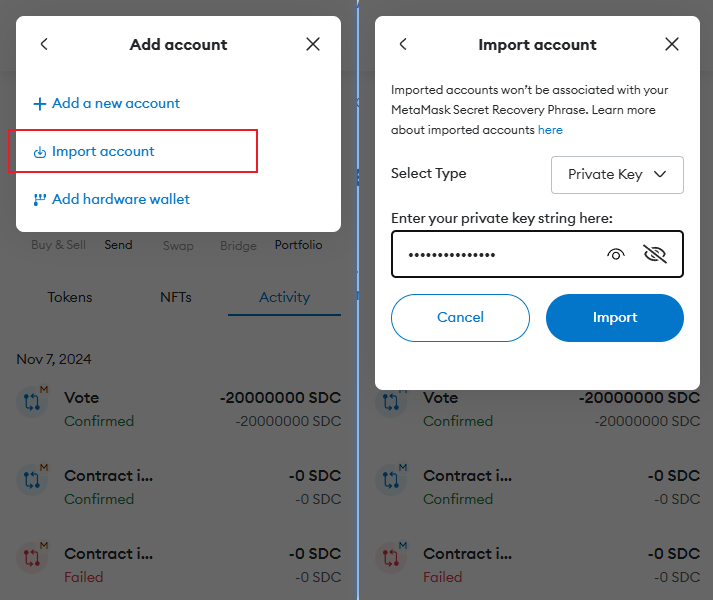 Add account
Add a new account
Import account
Add hardware wallet
Buy & Sell Send Swap Bridge Portfolio
Tokens NFTs Activity
Nov 7, 2024
M
Vote -20000000 SDC
Confirmed -20000000 SDC
M
Contract i... -0 SDC
Confirmed -0 SDC
M
Contract i... -0 SDC
Failed -0 SDC
Import account
Imported accounts won't be associated with your
MetaMask Secret Recovery Phrase. Learn more
about imported accounts here
Select Type Private Key
Enter your private key string here:
•••••••••••••••
Cancel Import
M
Vote -20000000 SDC
Confirmed -20000000 SDC
M
Contract i... -0 SDC
Confirmed -0 SDC
M
Contract i... -0 SDC
Failed -0 SDC